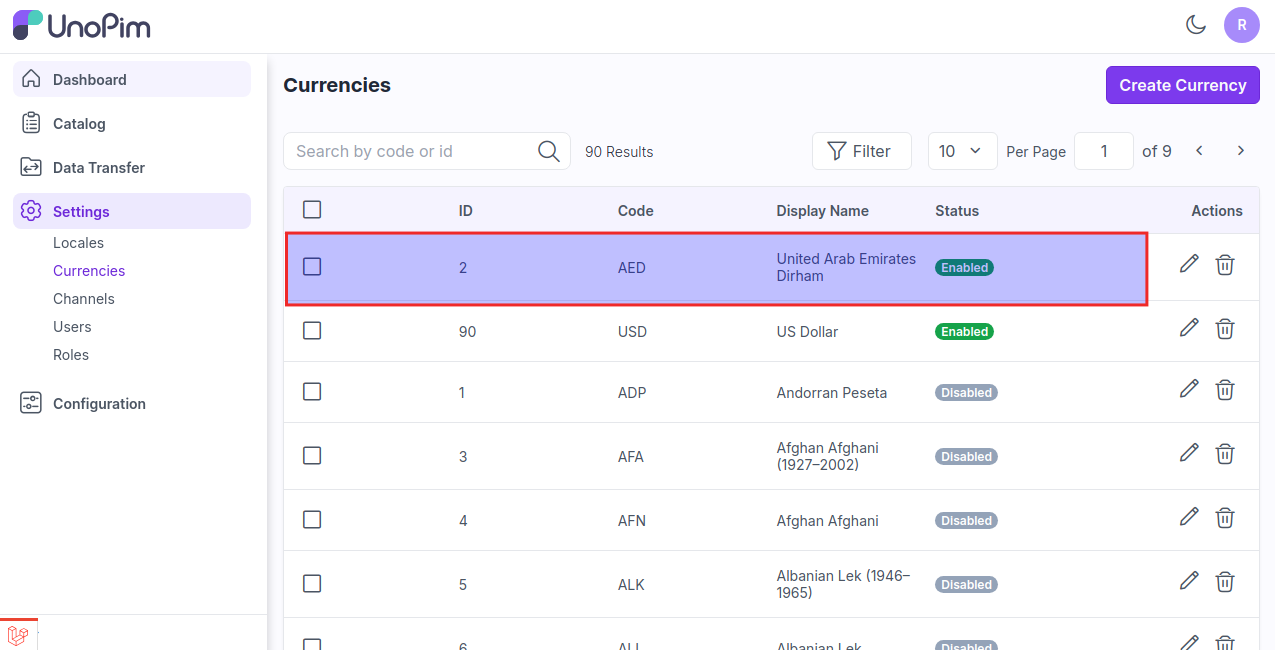 UnoPim
R
Dashboard
Catalog
Data Transfer
Settings
Locales
Currencies
Channels
Users
Roles
Configuration
Currencies
Create Currency
Search by code or id
90 Results
Filter
10
Per Page
1
of 9
ID Code Display Name Status Actions
2 AED United Arab Emirates Dirham Enabled
90 USD US Dollar Enabled
1 ADP Andorran Peseta Disabled
3 AFA Afghan Afghani (1927–2002) Disabled
4 AFN Afghan Afghani Disabled
5 ALK Albanian Lek (1946–1965) Disabled
6 ALL Albanian Lek Disabled